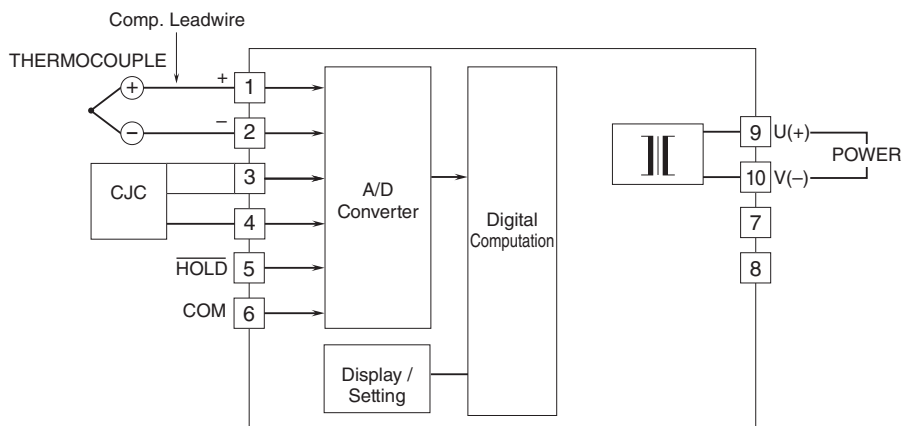 Comp. Leadwire
THERMOCOUPLE
+ + 1
− − 2
CJC 3
4
HOLD 5
COM 6
A/D
Converter
Digital
Computation
Display /
Setting
9 U(+)
POWER
10 V(–)
7
8